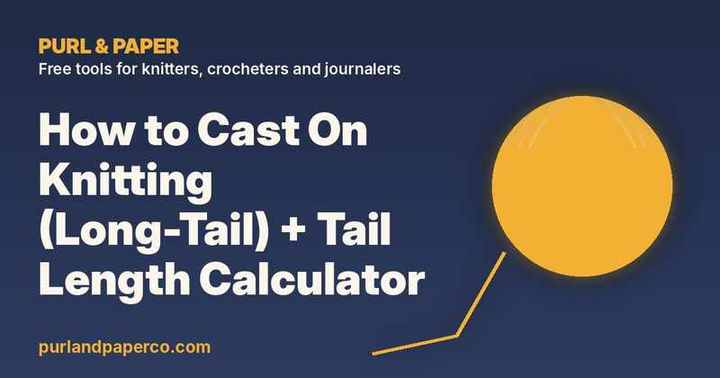 PURL & PAPER
Free tools for knitters, crocheters and journalers
How to Cast On
Knitting
(Long-Tail) + Tail
Length Calculator
purlandpaperco.com